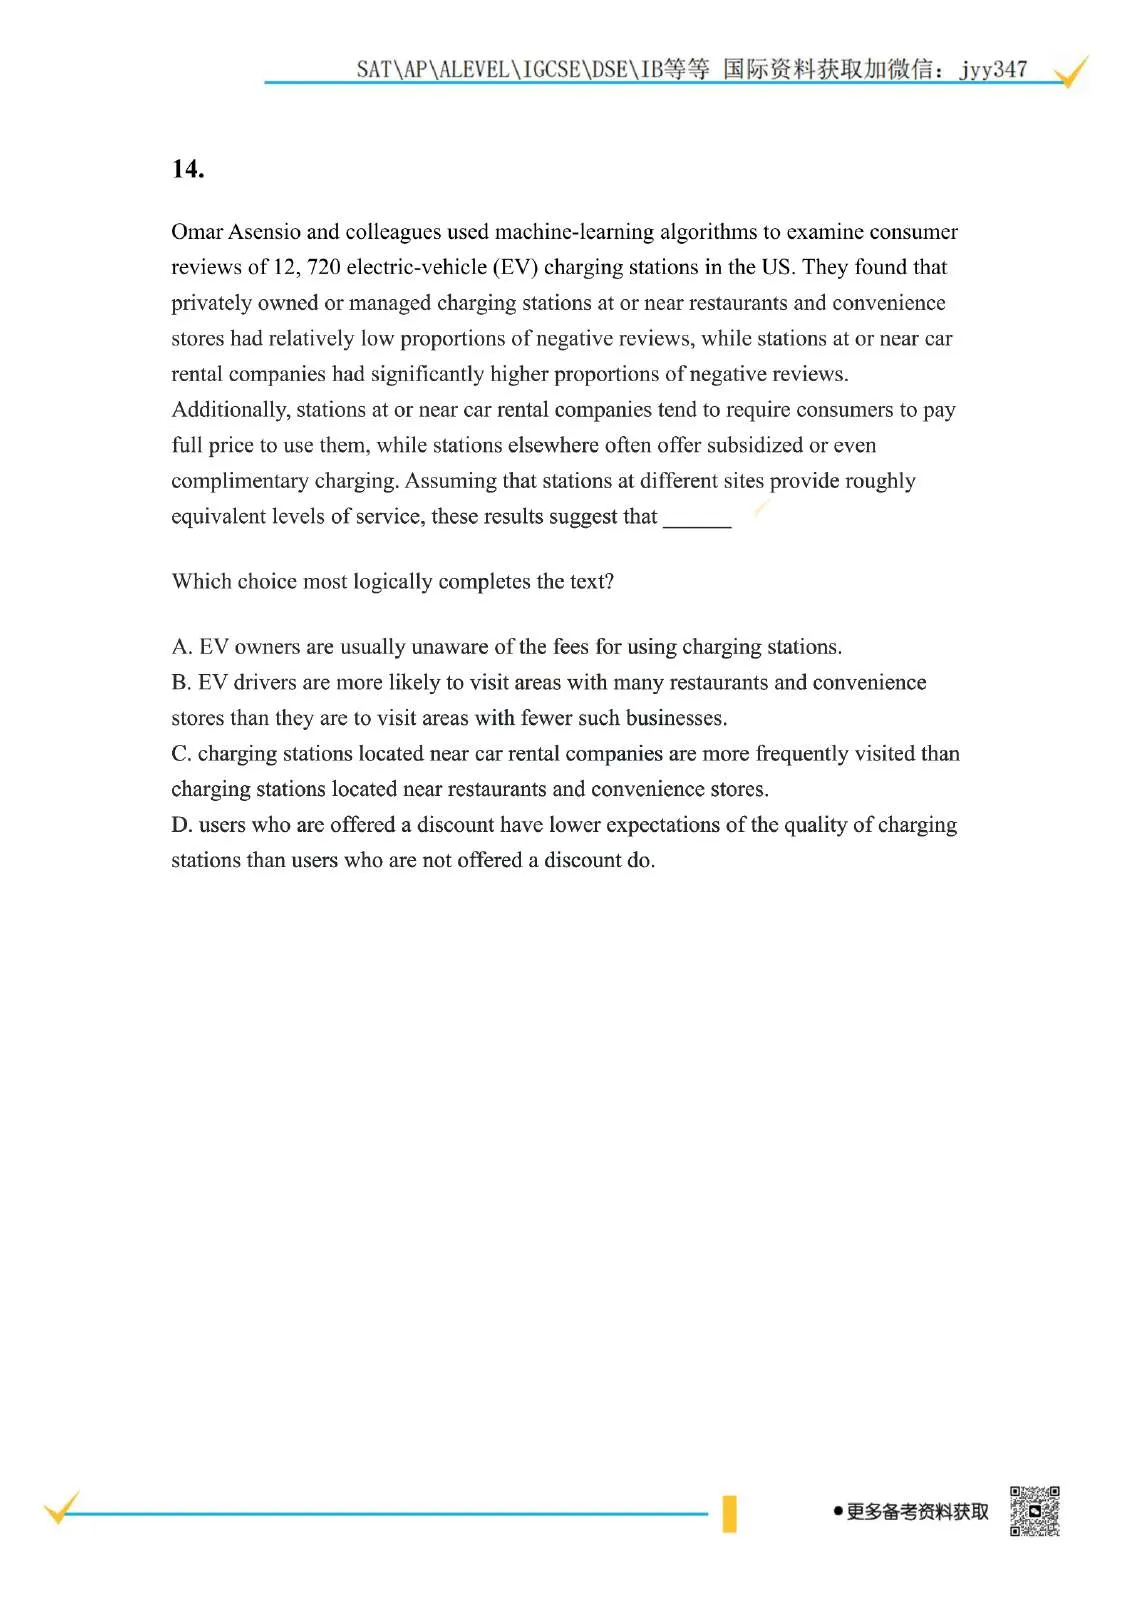 SAT\AP\ALEVEL\IGCSE\DSE\IB等等 国际资料获取加微信：jyy347
14.
Omar Asensio and colleagues used machine-learning algorithms to examine consumer
reviews of 12, 720 electric-vehicle (EV) charging stations in the US. They found that
privately owned or managed charging stations at or near restaurants and convenience
stores had relatively low proportions of negative reviews, while stations at or near car
rental companies had significantly higher proportions of negative reviews.
Additionally, stations at or near car rental companies tend to require consumers to pay
full price to use them, while stations elsewhere often offer subsidized or even
complimentary charging. Assuming that stations at different sites provide roughly
equivalent levels of service, these results suggest that ______
Which choice most logically completes the text?
A. EV owners are usually unaware of the fees for using charging stations.
B. EV drivers are more likely to visit areas with many restaurants and convenience
stores than they are to visit areas with fewer such businesses.
C. charging stations located near car rental companies are more frequently visited than
charging stations located near restaurants and convenience stores.
D. users who are offered a discount have lower expectations of the quality of charging
stations than users who are not offered a discount do.
●更多备考资料获取